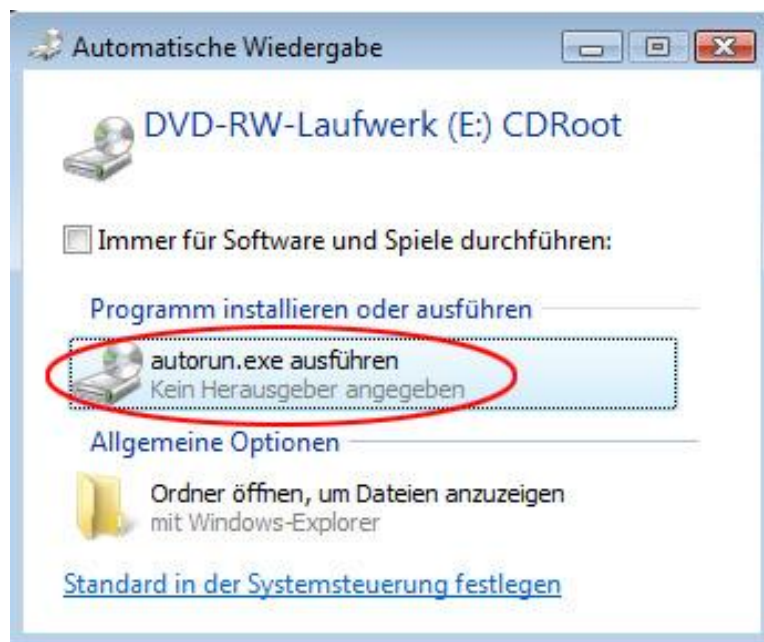 Automatische Wiedergabe
DVD-RW-Laufwerk (E:) CDRoot
Immer für Software und Spiele durchführen:
Programm installieren oder ausführen
autorun.exe ausführen
Kein Herausgeber angegeben
Allgemeine Optionen
Ordner öffnen, um Dateien anzuzeigen
mit Windows-Explorer
Standard in der Systemsteuerung festlegen